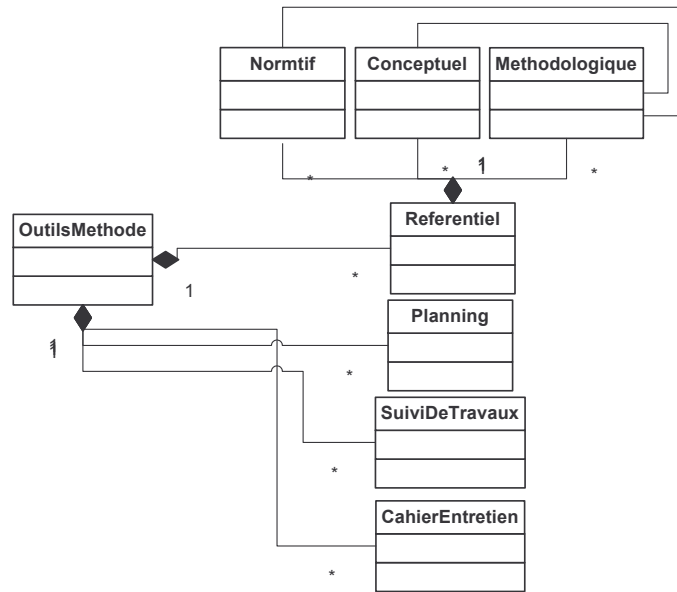 Normtif
Conceptuel
Methodologique
* * 1 *
Referentiel
OutilsMethode
1 *
Planning
1 *
SuiviDeTravaux
*
CahierEntretien
*